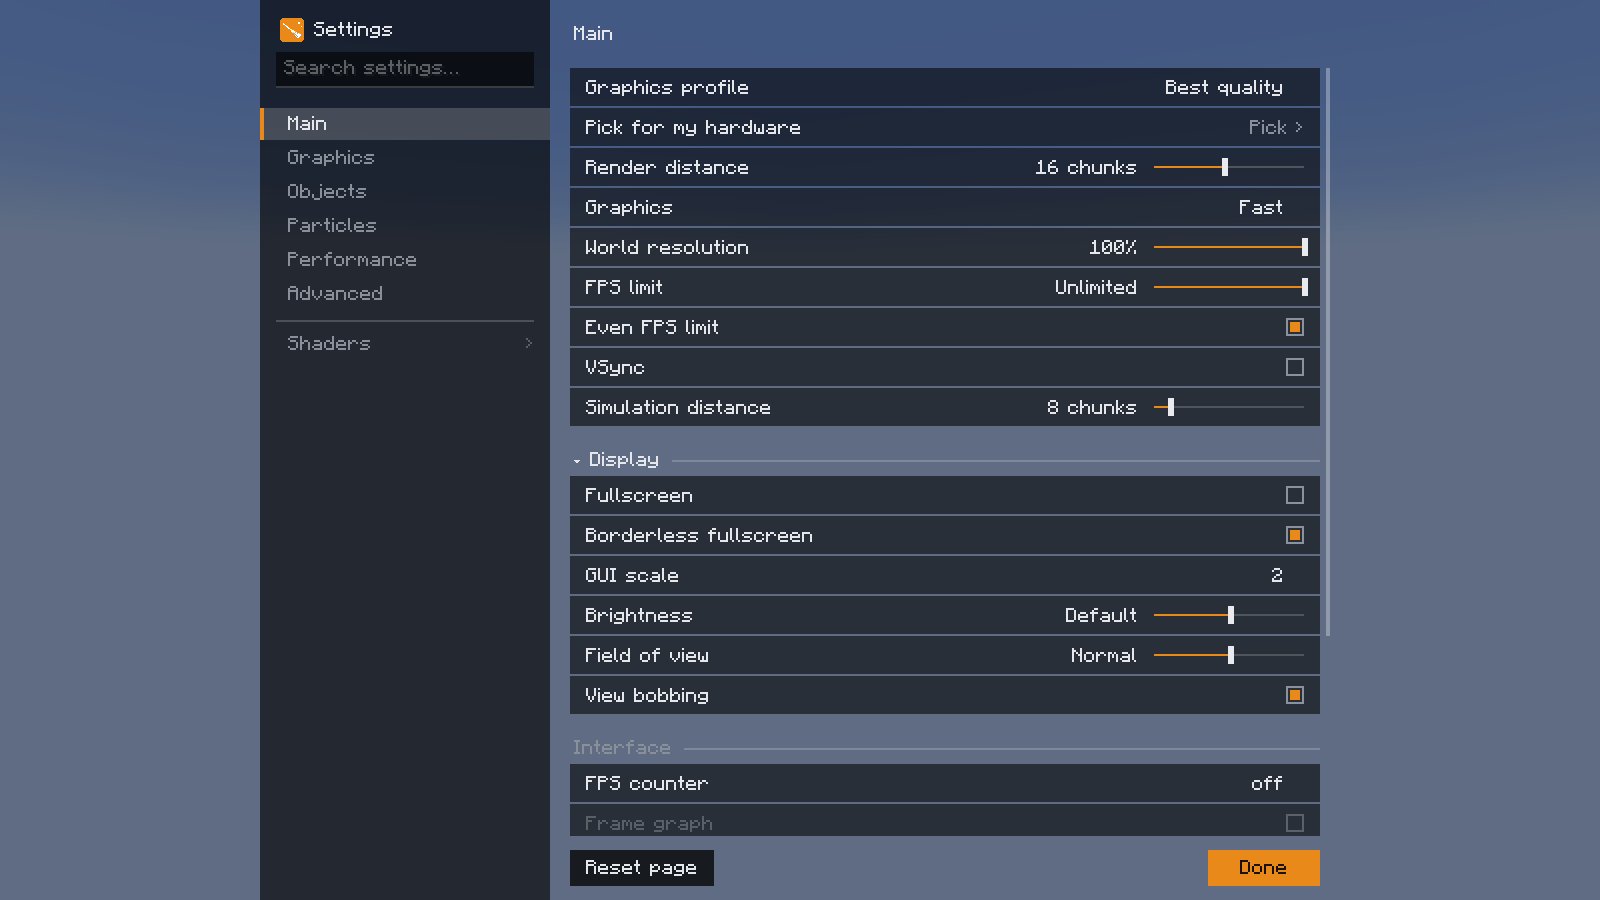 Settings
Search settings...
Main
Graphics
Objects
Particles
Performance
Advanced
Shaders
Main
Graphics profile Best quality
Pick for my hardware Pick >
Render distance 16 chunks
Graphics Fast
World resolution 100%
FPS limit Unlimited
Even FPS limit
VSync
Simulation distance 8 chunks
Display
Fullscreen
Borderless fullscreen
GUI scale 2
Brightness Default
Field of view Normal
View bobbing
Interface
FPS counter off
Frame graph
Reset page Done